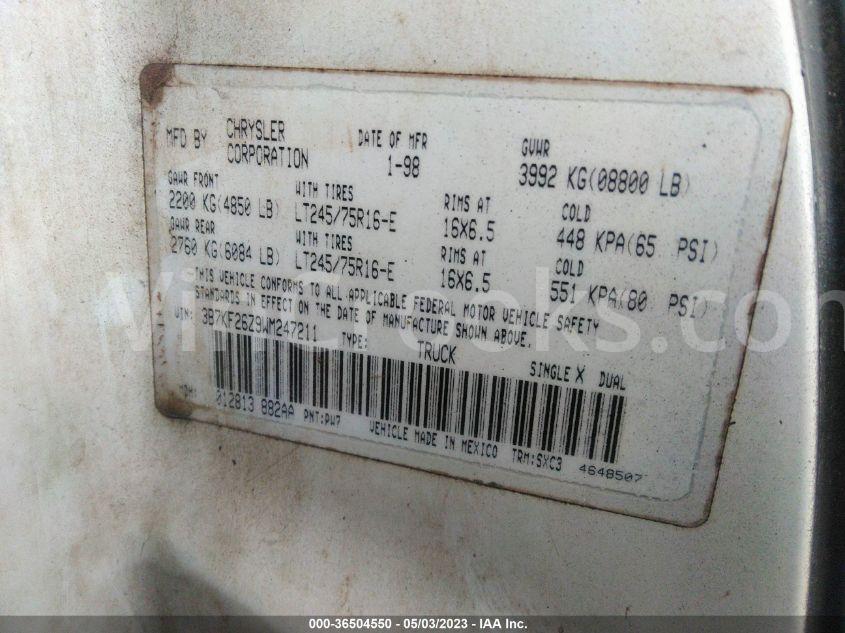 MFD BY CHRYSLER CORPORATION DATE OF MFR 1-98 GVWR 3992 KG(08800 LB)
GAWR FRONT WITH TIRES RIMS AT COLD
2200 KG(4850 LB) LT245/75R16-E 16X6.5 448 KPA(65 PSI)
GAWR REAR WITH TIRES RIMS AT COLD
2760 KG(6084 LB) LT245/75R16-E 16X6.5 551 KPA(80 PSI)
THIS VEHICLE CONFORMS TO ALL APPLICABLE FEDERAL MOTOR VEHICLE SAFETY
STANDARDS IN EFFECT ON THE DATE OF MANUFACTURE SHOWN ABOVE.
VIN: 3B7KF26Z9WM247211 TYPE: TRUCK SINGLE X DUAL
MDH: 012813 882AA PNT:PW7 VEHICLE MADE IN MEXICO TRM:SXC3 4648507
000-36504550 - 05/03/2023 - IAA Inc.